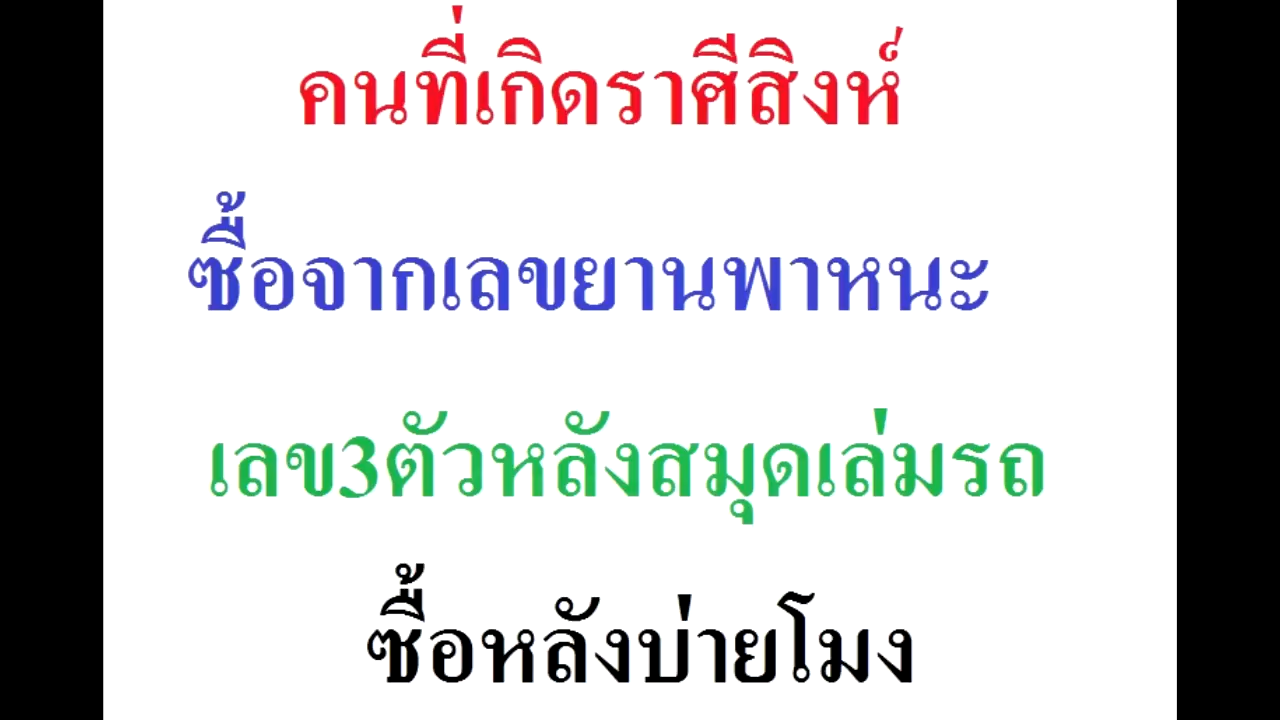 คนที่เกิดราศีสิงห์
ซื้อจากเลขยานพาหนะ
เลข3ตัวหลังสมุดเล่มรถ
ซื้อหลังบ่ายโมง